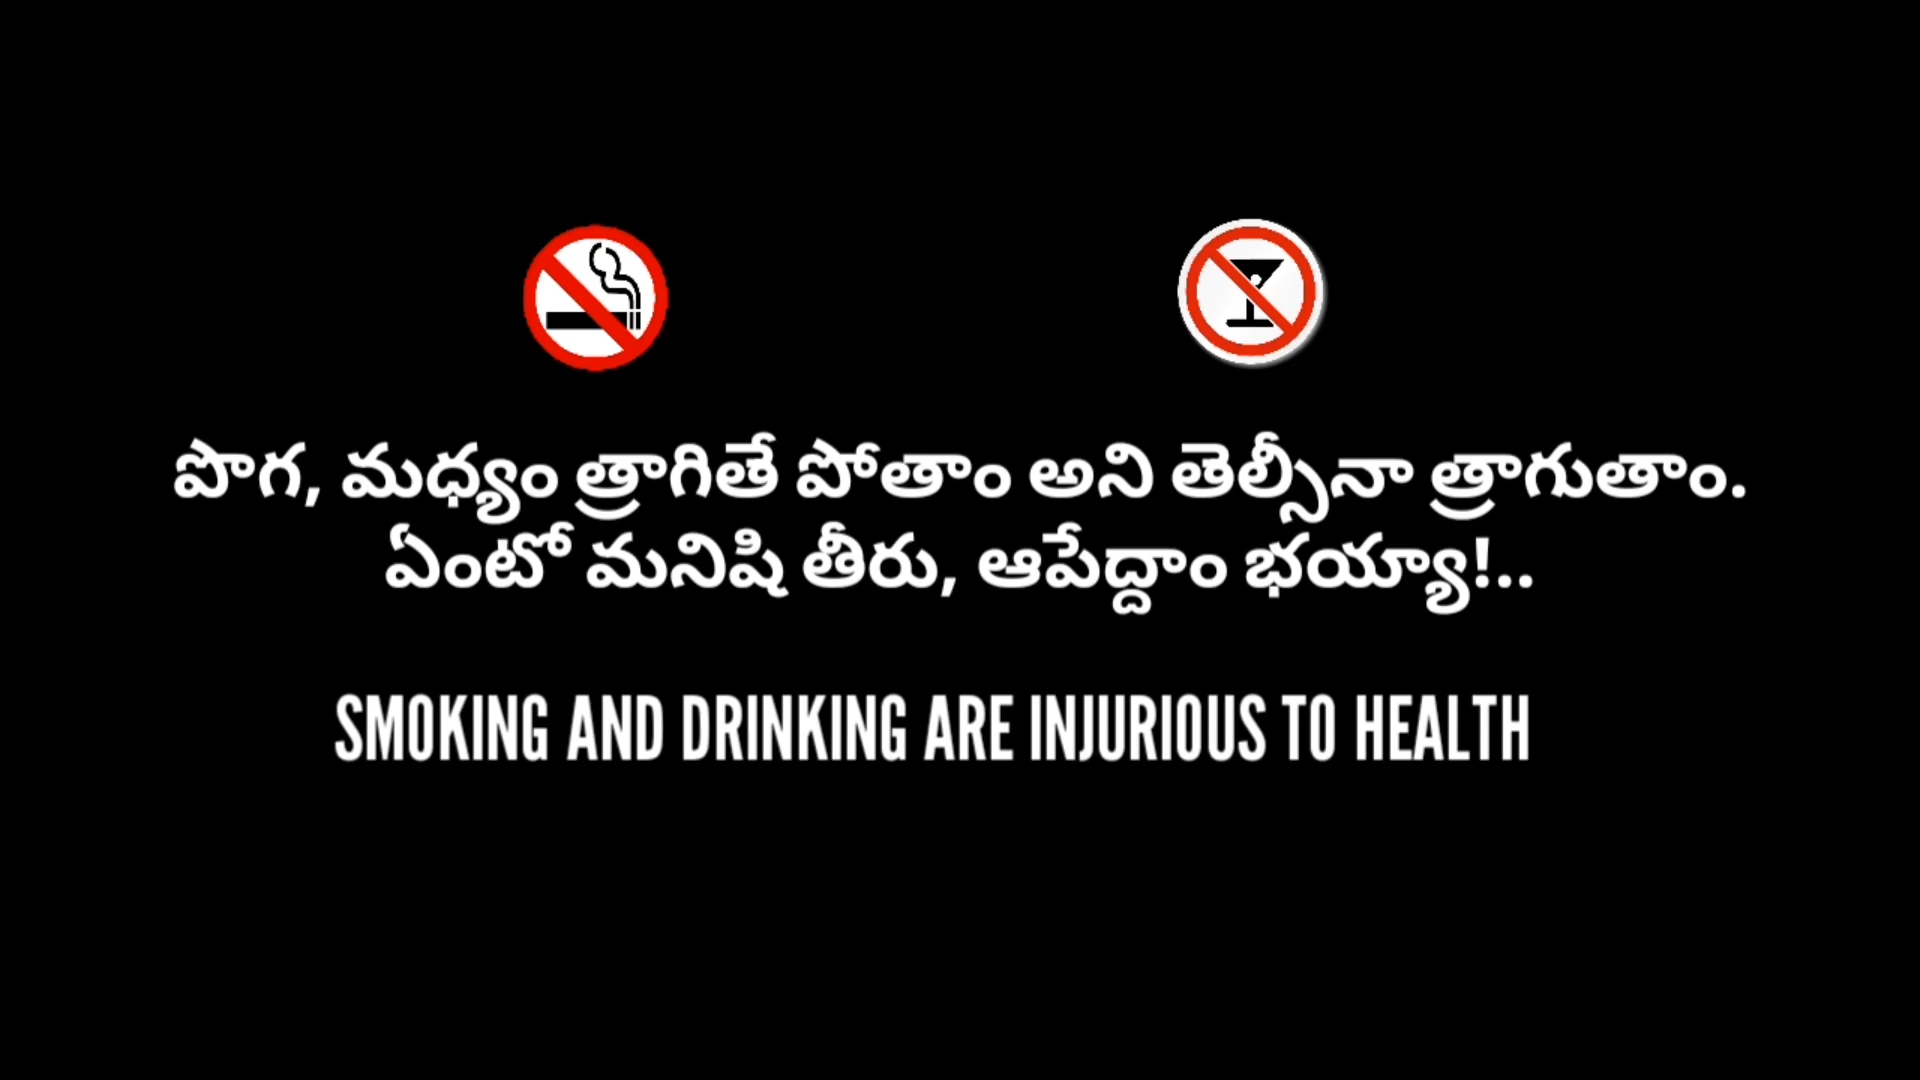 పొగ, మధ్యం త్రాగితే పోతాం అని తెల్సీనా త్రాగుతాం.
ఏంటో మనిషి తీరు, ఆపేద్దాం భయ్యా!..
SMOKING AND DRINKING ARE INJURIOUS TO HEALTH